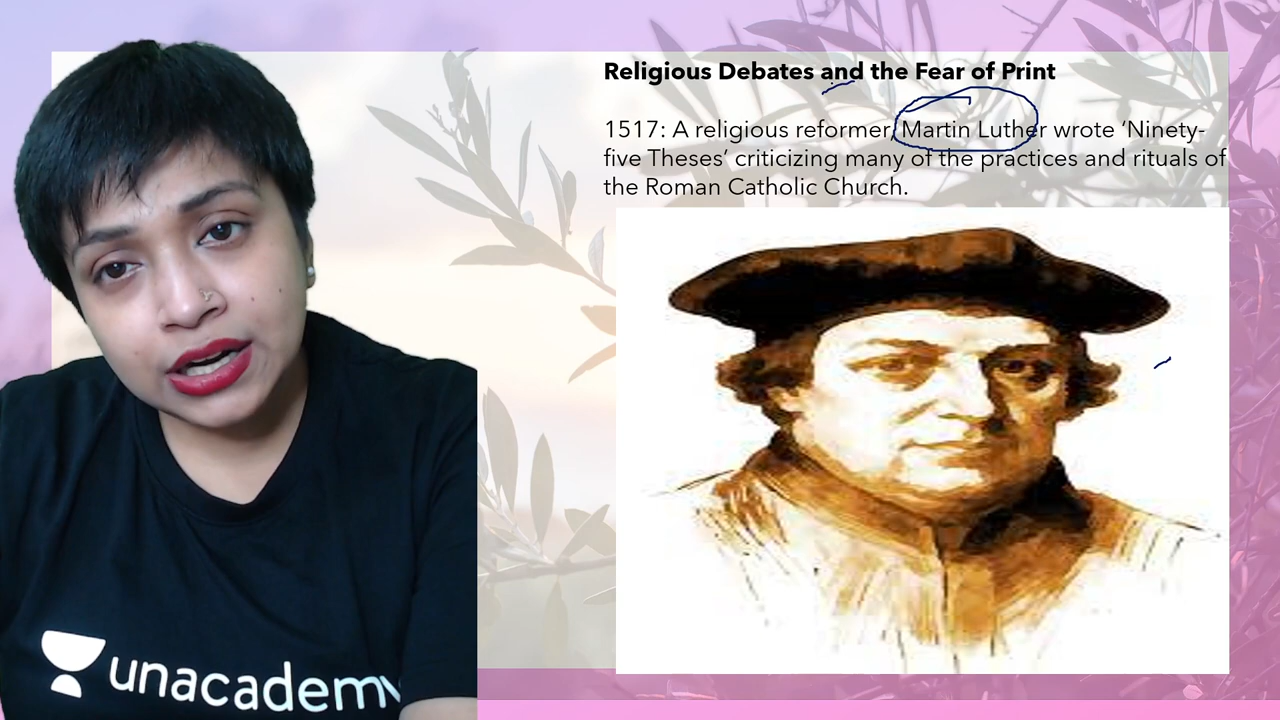 Religious Debates and the Fear of Print
1517: A religious reformer Martin Luther wrote ‘Ninety-
five Theses’ criticizing many of the practices and rituals of
the Roman Catholic Church.
unacademy